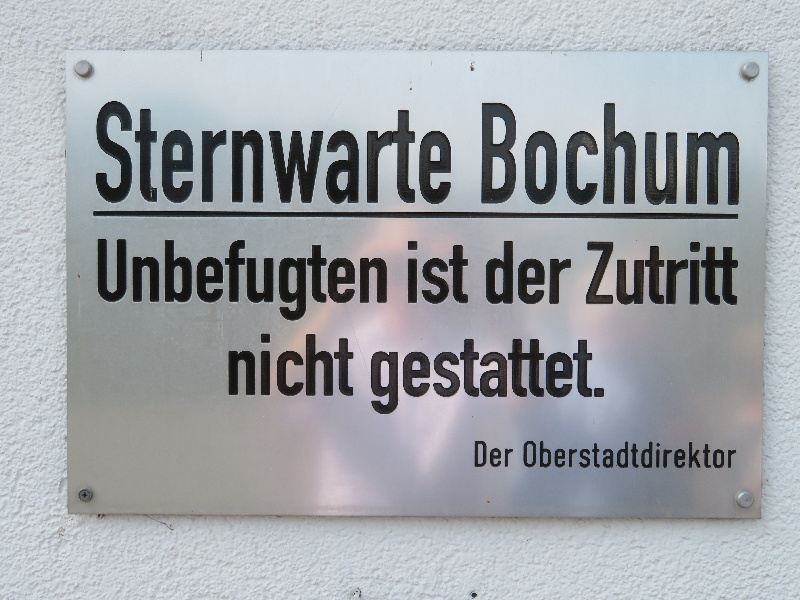 Sternwarte Bochum
Unbefugten ist der Zutritt
nicht gestattet.
Der Oberstadtdirektor